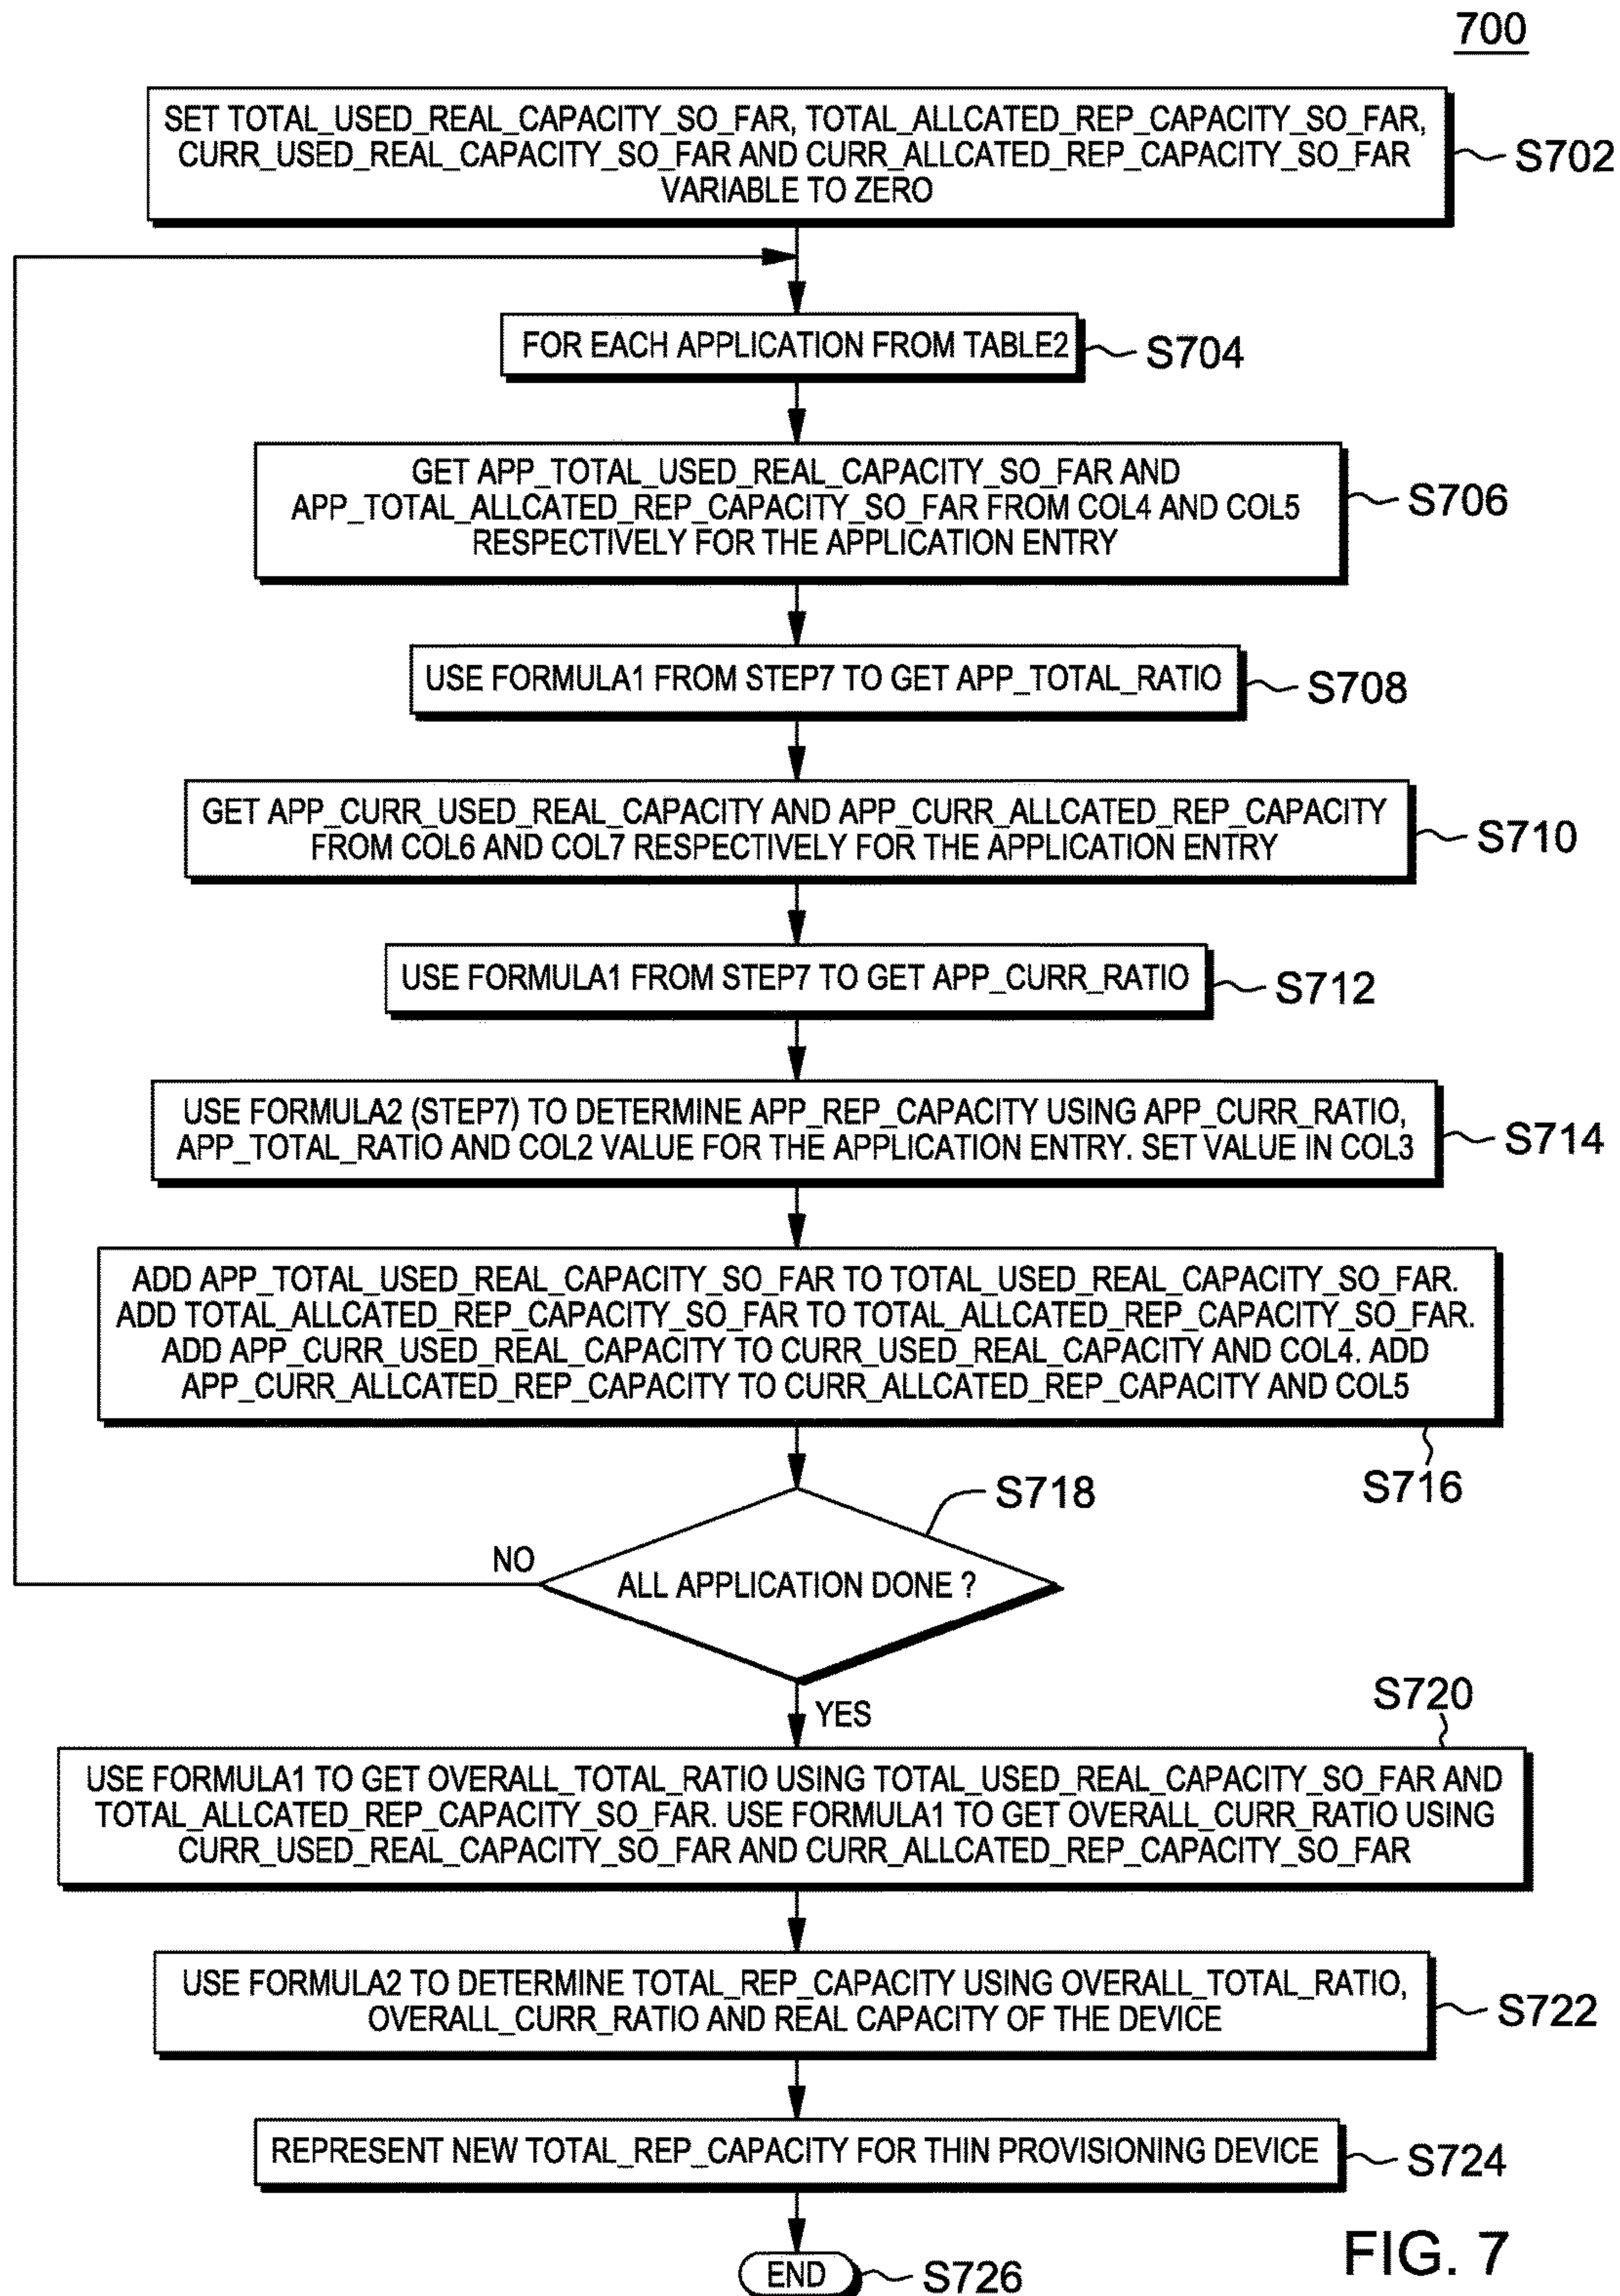 700
SET TOTAL_USED_REAL_CAPACITY_SO_FAR, TOTAL_ALLCATED_REP_CAPACITY_SO_FAR,
CURR_USED_REAL_CAPACITY_SO_FAR AND CURR_ALLCATED_REP_CAPACITY_SO_FAR
VARIABLE TO ZERO
S702
FOR EACH APPLICATION FROM TABLE2
S704
GET APP_TOTAL_USED_REAL_CAPACITY_SO_FAR AND
APP_TOTAL_ALLCATED_REP_CAPACITY_SO_FAR FROM COL4 AND COL5
RESPECTIVELY FOR THE APPLICATION ENTRY
S706
USE FORMULA1 FROM STEP7 TO GET APP_TOTAL_RATIO
S708
GET APP_CURR_USED_REAL_CAPACITY AND APP_CURR_ALLCATED_REP_CAPACITY
FROM COL6 AND COL7 RESPECTIVELY FOR THE APPLICATION ENTRY
S710
USE FORMULA1 FROM STEP7 TO GET APP_CURR_RATIO
S712
USE FORMULA2 (STEP7) TO DETERMINE APP_REP_CAPACITY USING APP_CURR_RATIO,
APP_TOTAL_RATIO AND COL2 VALUE FOR THE APPLICATION ENTRY. SET VALUE IN COL3
S714
ADD APP_TOTAL_USED_REAL_CAPACITY_SO_FAR TO TOTAL_USED_REAL_CAPACITY_SO_FAR.
ADD TOTAL_ALLCATED_REP_CAPACITY_SO_FAR TO TOTAL_ALLCATED_REP_CAPACITY_SO_FAR.
ADD APP_CURR_USED_REAL_CAPACITY TO CURR_USED_REAL_CAPACITY AND COL4. ADD
APP_CURR_ALLCATED_REP_CAPACITY TO CURR_ALLCATED_REP_CAPACITY AND COL5
S716
S718
NO
ALL APPLICATION DONE ?
YES
S720
USE FORMULA1 TO GET OVERALL_TOTAL_RATIO USING TOTAL_USED_REAL_CAPACITY_SO_FAR AND
TOTAL_ALLCATED_REP_CAPACITY_SO_FAR. USE FORMULA1 TO GET OVERALL_CURR_RATIO USING
CURR_USED_REAL_CAPACITY_SO_FAR AND CURR_ALLCATED_REP_CAPACITY_SO_FAR
USE FORMULA2 TO DETERMINE TOTAL_REP_CAPACITY USING OVERALL_TOTAL_RATIO,
OVERALL_CURR_RATIO AND REAL CAPACITY OF THE DEVICE
S722
REPRESENT NEW TOTAL_REP_CAPACITY FOR THIN PROVISIONING DEVICE
S724
END
S726
FIG. 7